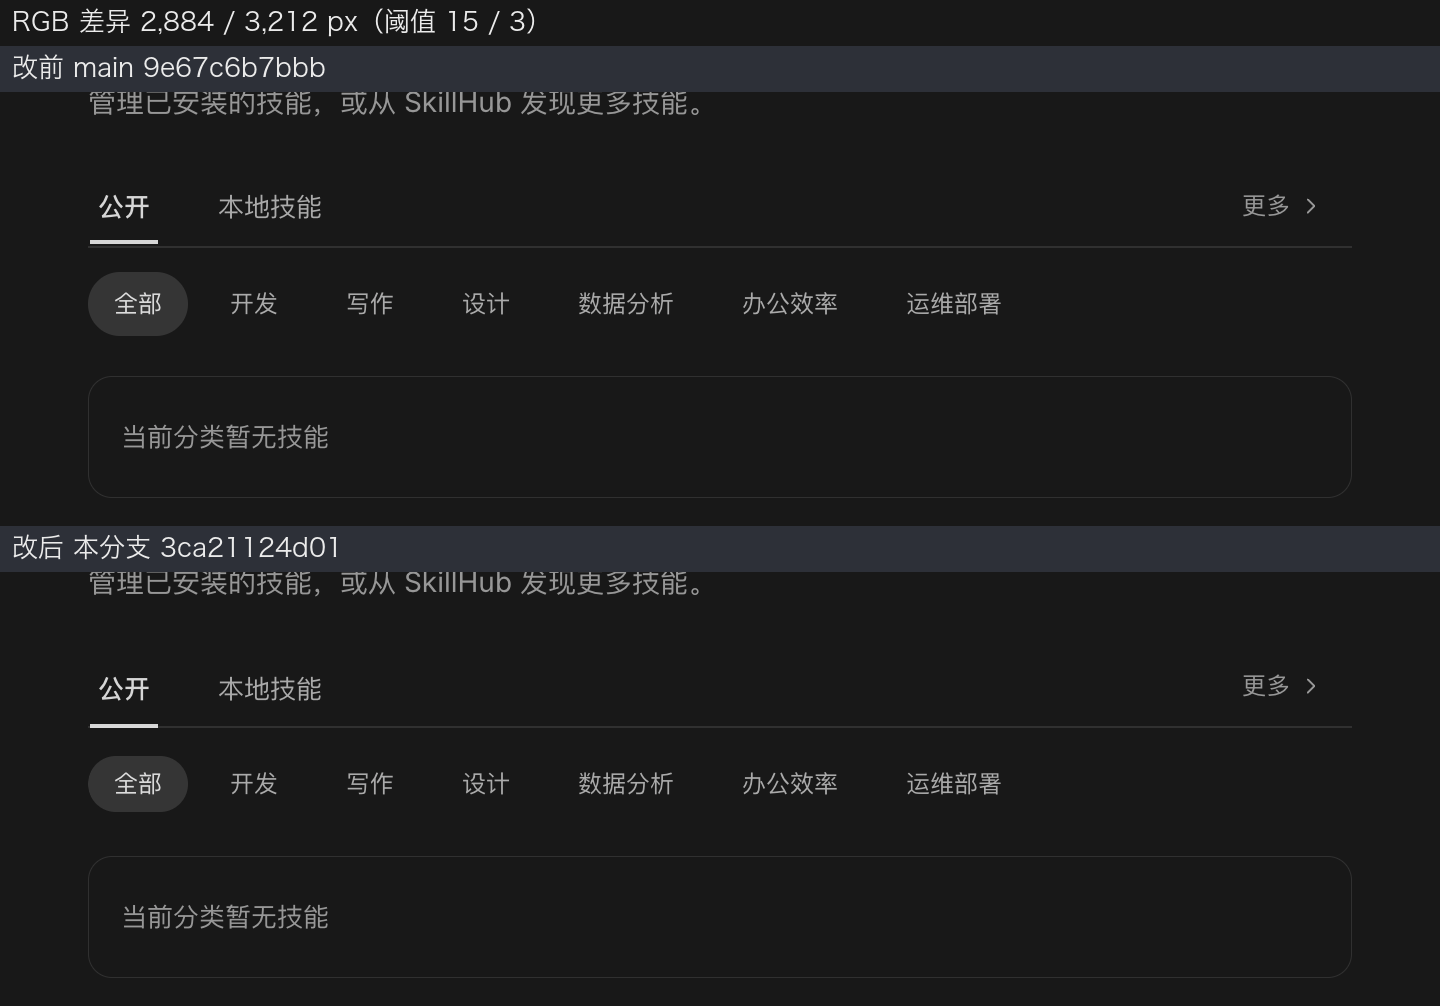 RGB 差异 2,884 / 3,212 px（阈值 15 / 3）
改前 main 9e67c6b7bbb
管理已安装的技能，或从 SkillHub 发现更多技能。
公开 本地技能 更多
全部 开发 写作 设计 数据分析 办公效率 运维部署
当前分类暂无技能
改后 本分支 3ca21124d01
管理已安装的技能，或从 SkillHub 发现更多技能。
公开 本地技能 更多
全部 开发 写作 设计 数据分析 办公效率 运维部署
当前分类暂无技能